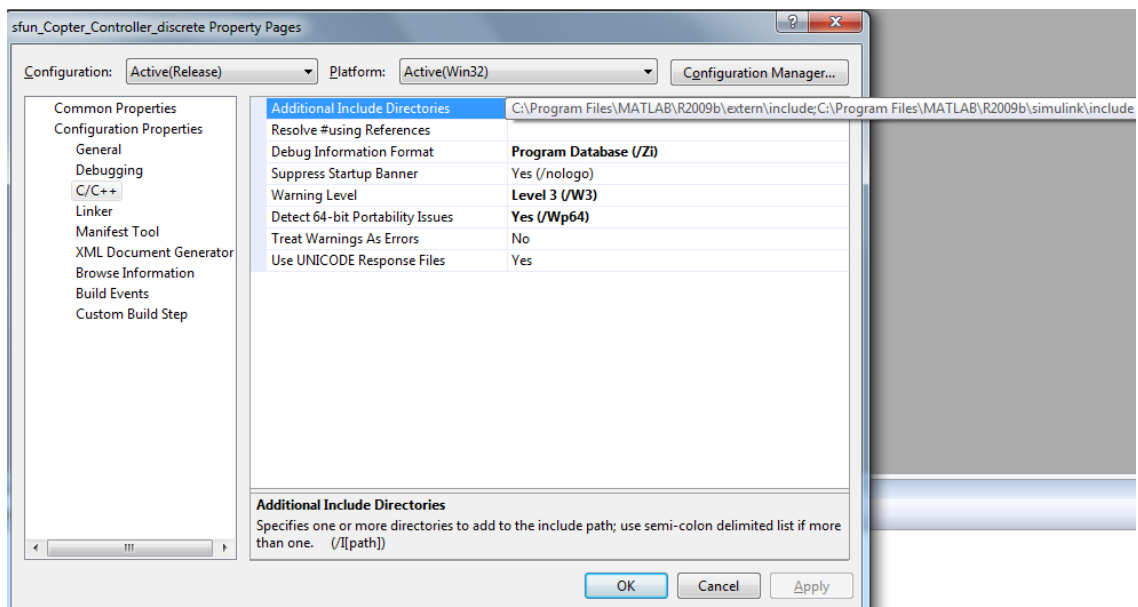 sfun_Copter_Controller_discrete Property Pages
Configuration: Active(Release) Platform: Active(Win32) Configuration Manager...
Common Properties
Configuration Properties
General
Debugging
C/C++
Linker
Manifest Tool
XML Document Generator
Browse Information
Build Events
Custom Build Step
Additional Include Directories C:\Program Files\MATLAB\R2009b\extern\include;C:\Program Files\MATLAB\R2009b\simulink\include
Resolve #using References
Debug Information Format Program Database (/Zi)
Suppress Startup Banner Yes (/nologo)
Warning Level Level 3 (/W3)
Detect 64-bit Portability Issues Yes (/Wp64)
Treat Warnings As Errors No
Use UNICODE Response Files Yes
Additional Include Directories
Specifies one or more directories to add to the include path; use semi-colon delimited list if more
than one. (/I[path])
OK Cancel Apply